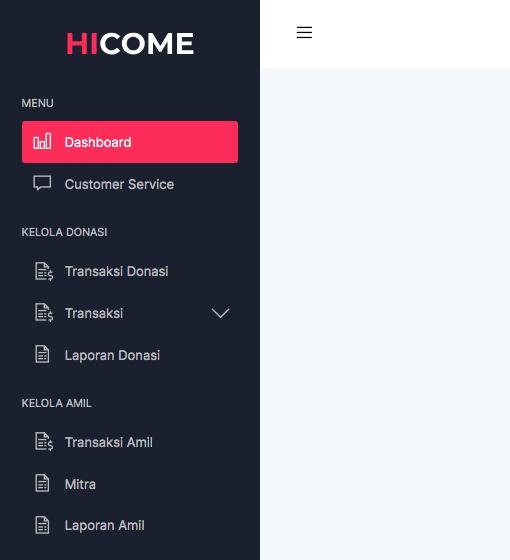 HICOME
MENU
Dashboard
Customer Service
KELOLA DONASI
Transaksi Donasi
Transaksi
Laporan Donasi
KELOLA AMIL
Transaksi Amil
Mitra
Laporan Amil